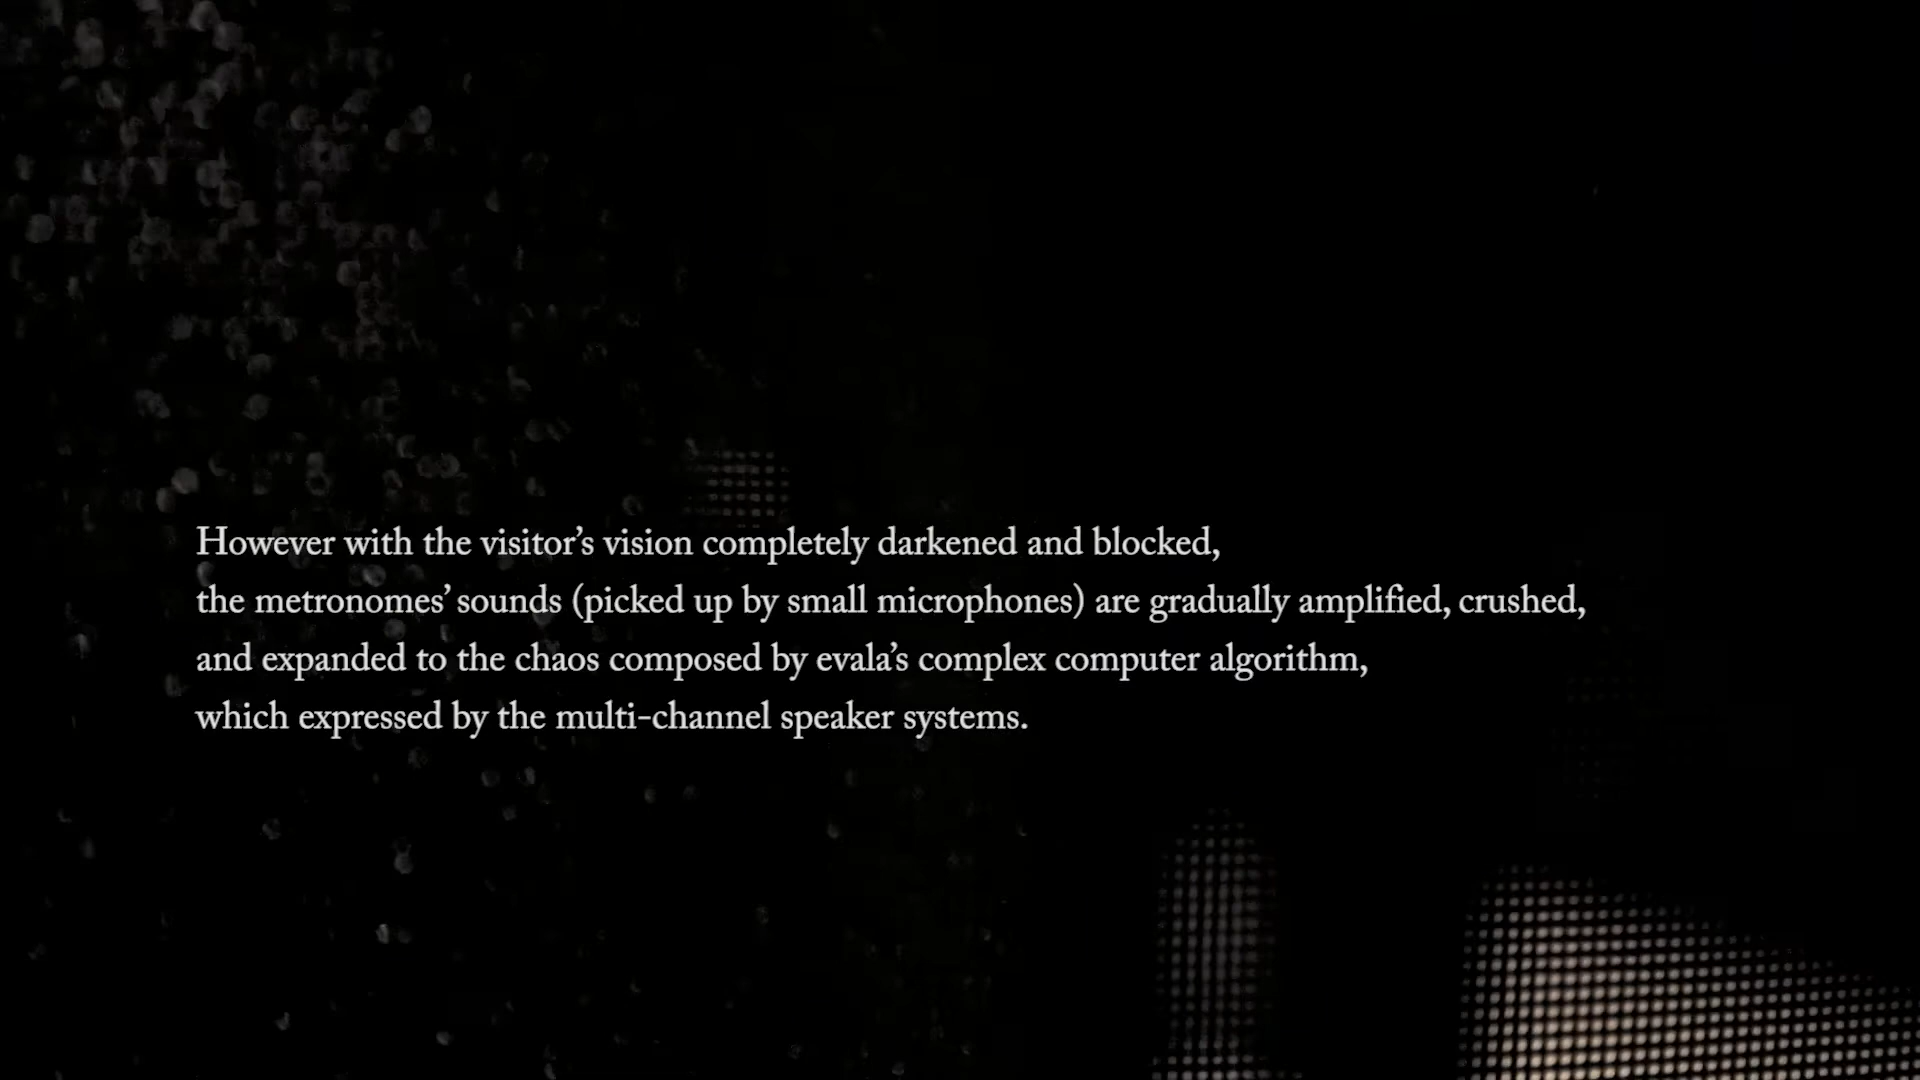 However with the visitor’s vision completely darkened and blocked,
the metronomes’ sounds (picked up by small microphones) are gradually amplified, crushed,
and expanded to the chaos composed by evala’s complex computer algorithm,
which expressed by the multi-channel speaker systems.